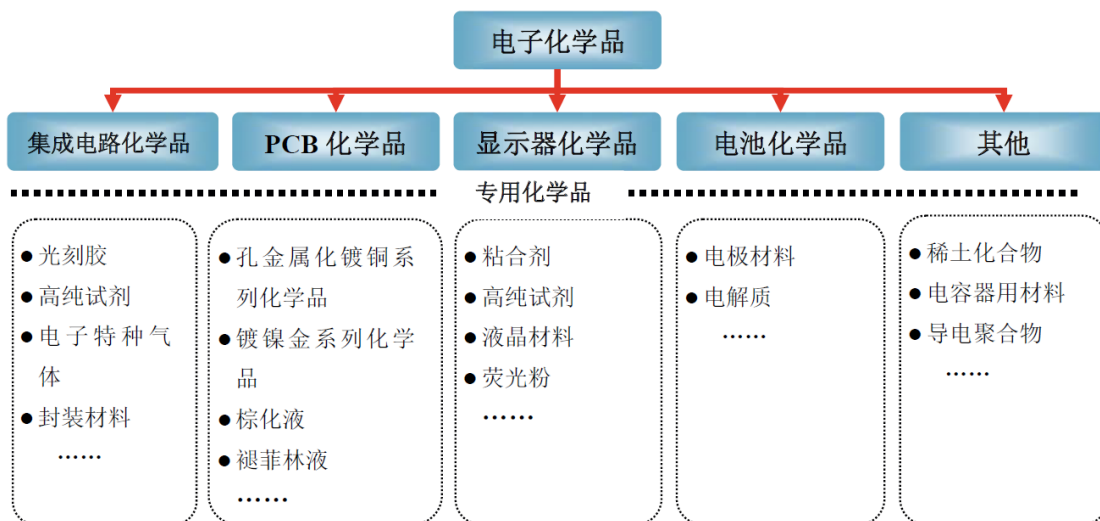 电子化学品
集成电路化学品
PCB 化学品
显示器化学品
电池化学品
其他
专用化学品
●光刻胶
●高纯试剂
●电子特种气
体
●封装材料
……
●孔金属化镀铜系
列化学品
●镀镍金系列化学
品
●棕化液
●褪菲林液
……
●粘合剂
●高纯试剂
●液晶材料
●荧光粉
……
●电极材料
●电解质
……
●稀土化合物
●电容器用材料
●导电聚合物
……